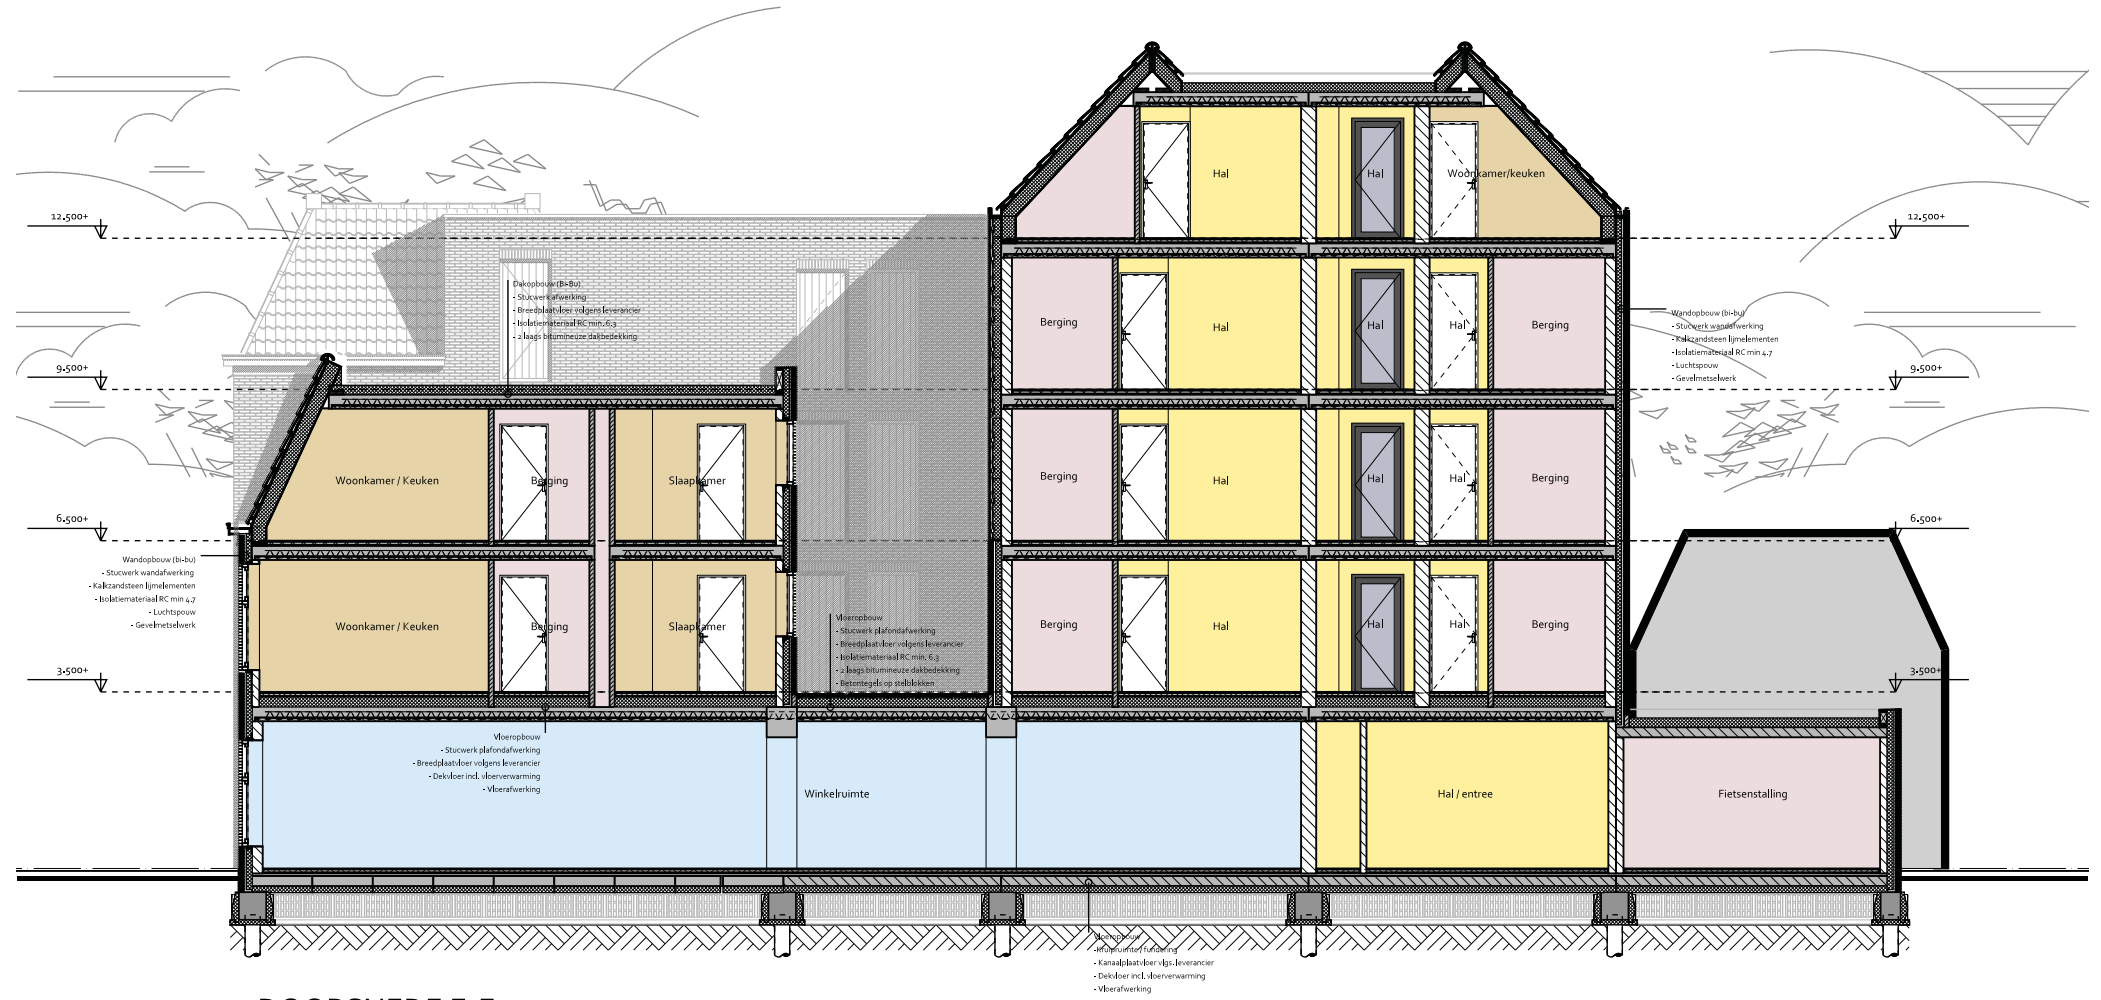 12.500+
12.500+
9.500+
9.500+
6.500+
6.500+
3.500+
3.500+
Hal
Hal
Woonkamer/keuken
Dakopbouw (Bi-Bu)
- Stucwerk afwerking
- Breedplaatvloer volgens leverancier
- Isolatiemateriaal RC min. 6,3
- 2 laags bitumineuze dakbedekking
Berging
Hal
Hal
Hal
Berging
Wandopbouw (bi-bu)
- Stucwerk wandafwerking
- Kalkzandsteen lijmelementen
- Isolatiemateriaal RC min 4,7
- Luchtspouw
- Gevelmetselwerk
Woonkamer / Keuken
Berging
Slaapkamer
Berging
Hal
Hal
Hal
Berging
Wandopbouw (bi-bu)
- Stucwerk wandafwerking
- Kalkzandsteen lijmelementen
- Isolatiemateriaal RC min 4,7
- Luchtspouw
- Gevelmetselwerk
Woonkamer / Keuken
Berging
Slaapkamer
Vloeropbouw
- Stucwerk plafondafwerking
- Breedplaatvloer volgens leverancier
- Isolatiemateriaal RC min. 6,3
- 2 laags bitumineuze dakbedekking
- Betontegels op stelblokken
Berging
Hal
Hal
Hal
Berging
Vloeropbouw
- Stucwerk plafondafwerking
- Breedplaatvloer volgens leverancier
- Dekvloer incl. vloerverwarming
- Vloerafwerking
Winkelruimte
Hal / entree
Fietsenstalling
Vloeropbouw
- Kruipruimte / fundering
- Kanaalplaatvloer vlgs. leverancier
- Dekvloer incl. vloerverwarming
- Vloerafwerking